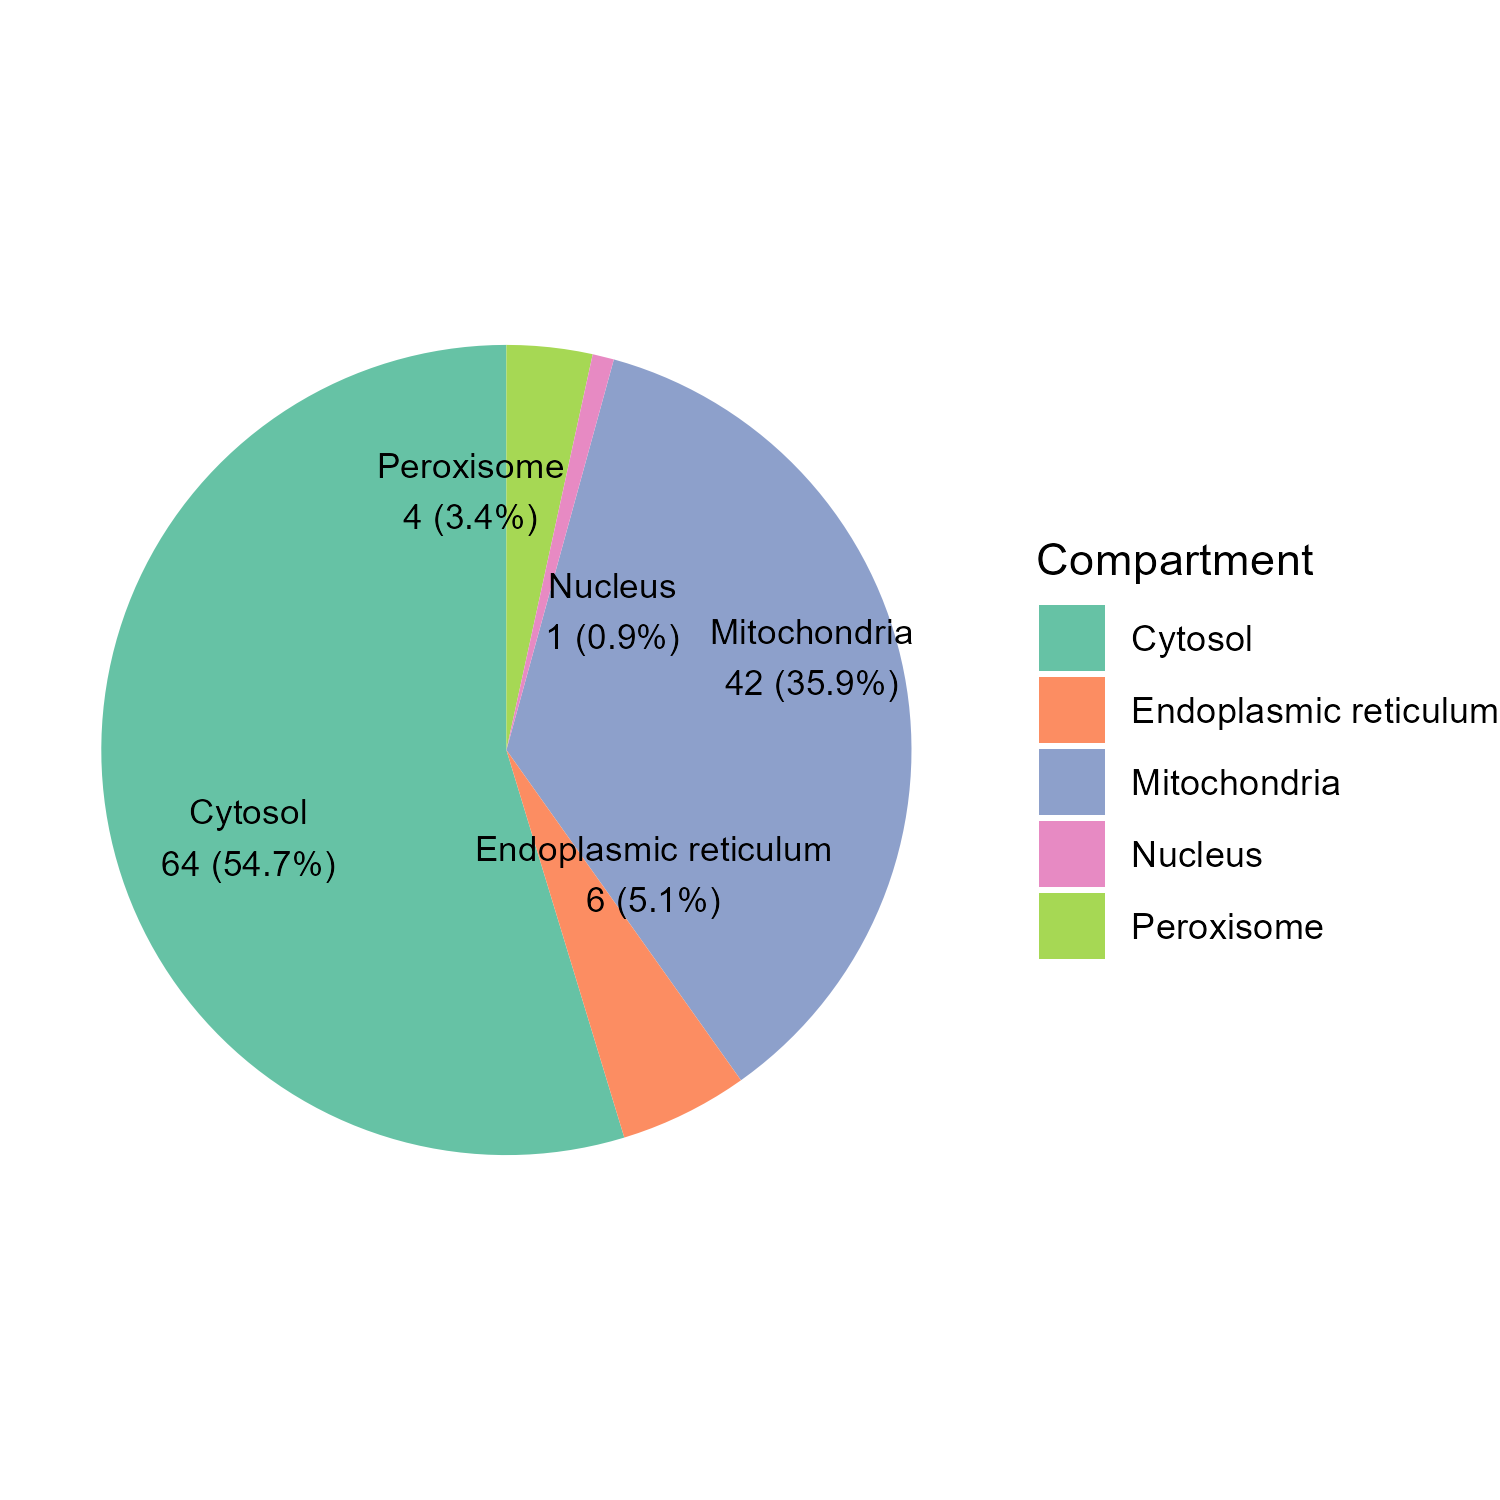 Peroxisome
4 (3.4%)
Nucleus
1 (0.9%)
Mitochondria
42 (35.9%)
Cytosol
64 (54.7%)
Endoplasmic reticulum
6 (5.1%)
Compartment
Cytosol
Endoplasmic reticulum
Mitochondria
Nucleus
Peroxisome